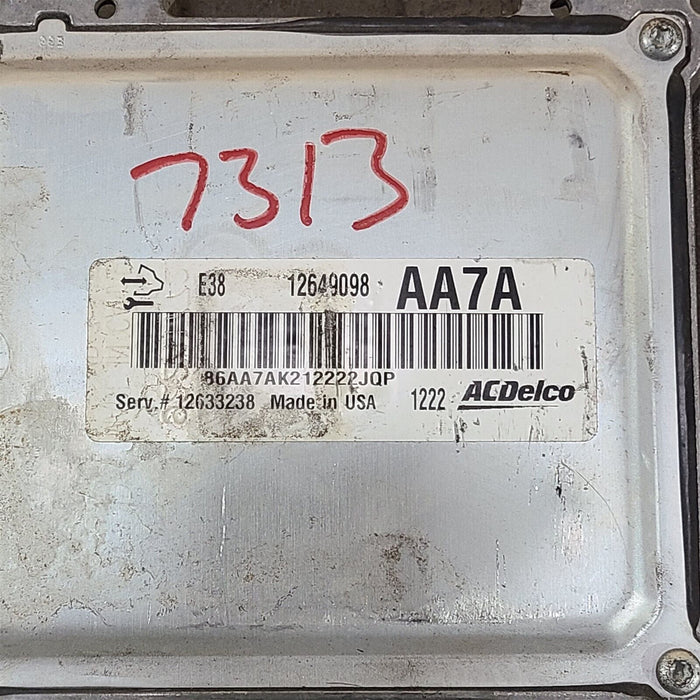 7313
E38 12649098 AA7A
86AA7AK212222JQP
Serv.# 12633238 Made in USA 1222 ACDelco